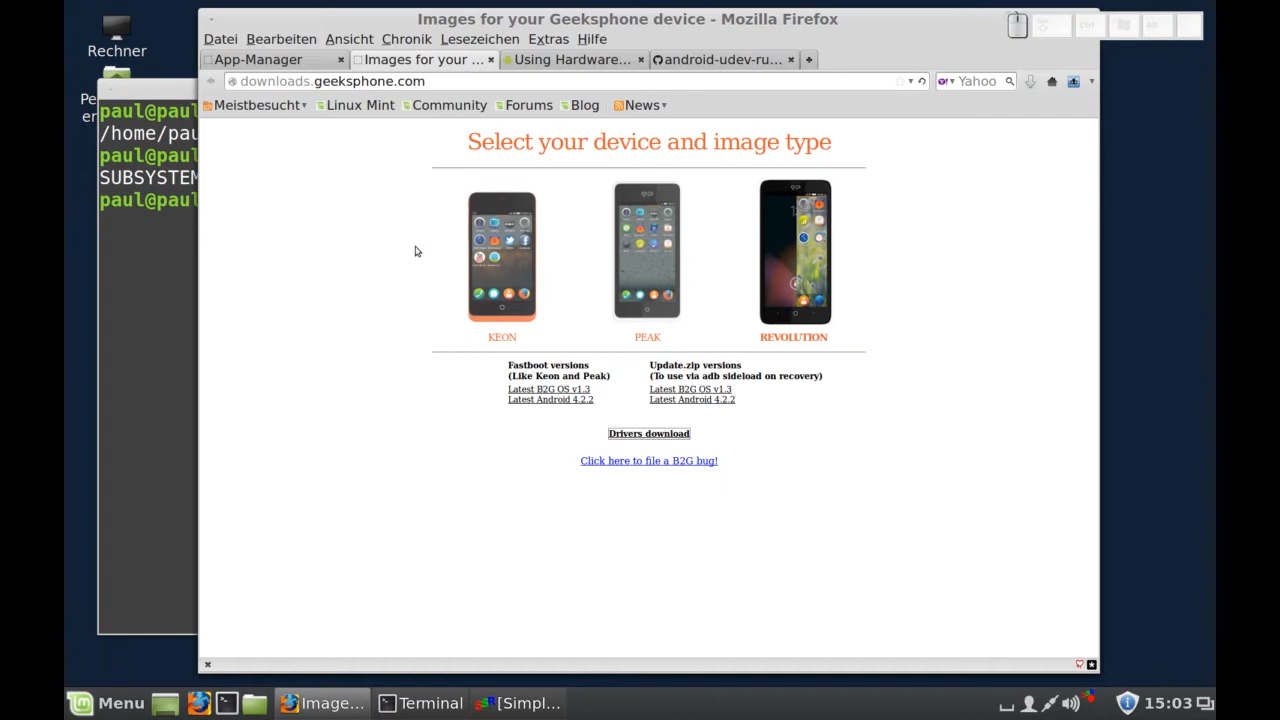 Images for your Geeksphone device - Mozilla Firefox
Rechner
Datei Bearbeiten Ansicht Chronik Lesezeichen Extras Hilfe
Ctrl
Alt
App-Manager
Images for your ...
Using Hardware...
android-udev-ru...
downloads.geeksphone.com
Yahoo
Pe
er
Meistbesucht
Linux Mint
Community
Forums
Blog
News
paul@paul
/home/pau
paul@paul
SUBSYSTEM
paul@paul
Select your device and image type
KEON
PEAK
REVOLUTION
Fastboot versions
(Like Keon and Peak)
Latest B2G OS v1.3
Latest Android 4.2.2
Update.zip versions
(To use via adb sideload on recovery)
Latest B2G OS v1.3
Latest Android 4.2.2
Drivers download
Click here to file a B2G bug!
Menu
Image...
Terminal
[Simpl...
15:03